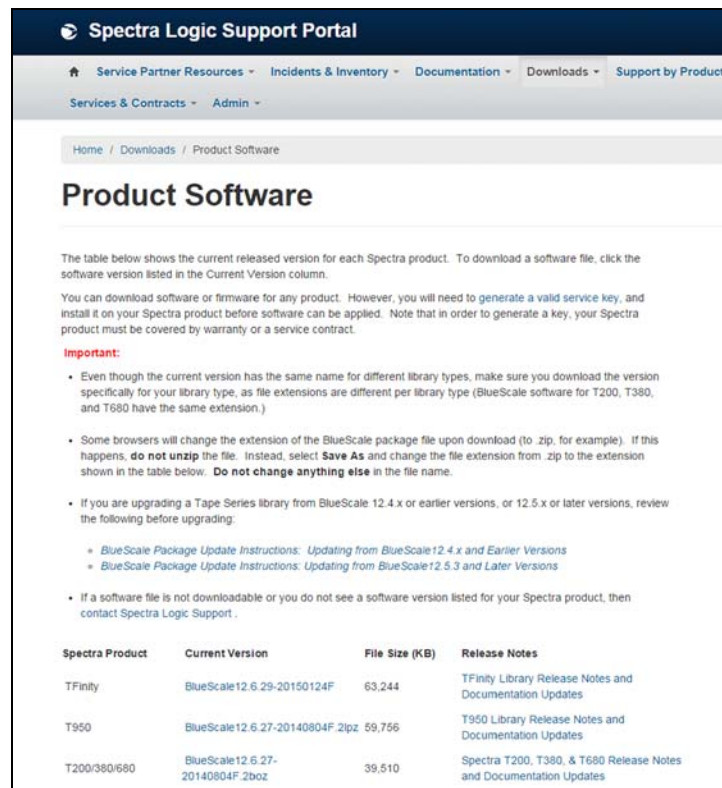 Spectra Logic Support Portal
Service Partner Resources Incidents & Inventory Documentation Downloads Support by Product
Services & Contracts Admin
Home / Downloads / Product Software
Product Software
The table below shows the current released version for each Spectra product. To download a software file, click the
software version listed in the Current Version column.
You can download software or firmware for any product. However, you will need to generate a valid service key, and
install it on your Spectra product before software can be applied. Note that in order to generate a key, your Spectra
product must be covered by warranty or a service contract.
Important:
• Even though the current version has the same name for different library types, make sure you download the version
specifically for your library type, as file extensions are different per library type (BlueScale software for T200, T380,
and T680 have the same extension.)
• Some browsers will change the extension of the BlueScale package file upon download (to .zip, for example). If this
happens, do not unzip the file. Instead, select Save As and change the file extension from .zip to the extension
shown in the table below. Do not change anything else in the file name.
• If you are upgrading a Tape Series library from BlueScale 12.4.x or earlier versions, or 12.5.x or later versions, review
the following before upgrading:
BlueScale Package Update Instructions: Updating from BlueScale12.4.x and Earlier Versions
BlueScale Package Update Instructions: Updating from BlueScale12.5.3 and Later Versions
• If a software file is not downloadable or you do not see a software version listed for your Spectra product, then
contact Spectra Logic Support .
Spectra Product Current Version File Size (KB) Release Notes
TFinity BlueScale12.6.29-20150124F 63,244 TFinity Library Release Notes and
Documentation Updates
T950 BlueScale12.6.27-20140804F.2lpz 59,756 T950 Library Release Notes and
Documentation Updates
T200/380/680 BlueScale12.6.27- 39,510 Spectra T200, T380, & T680 Release Notes
20140804F.2boz and Documentation Updates